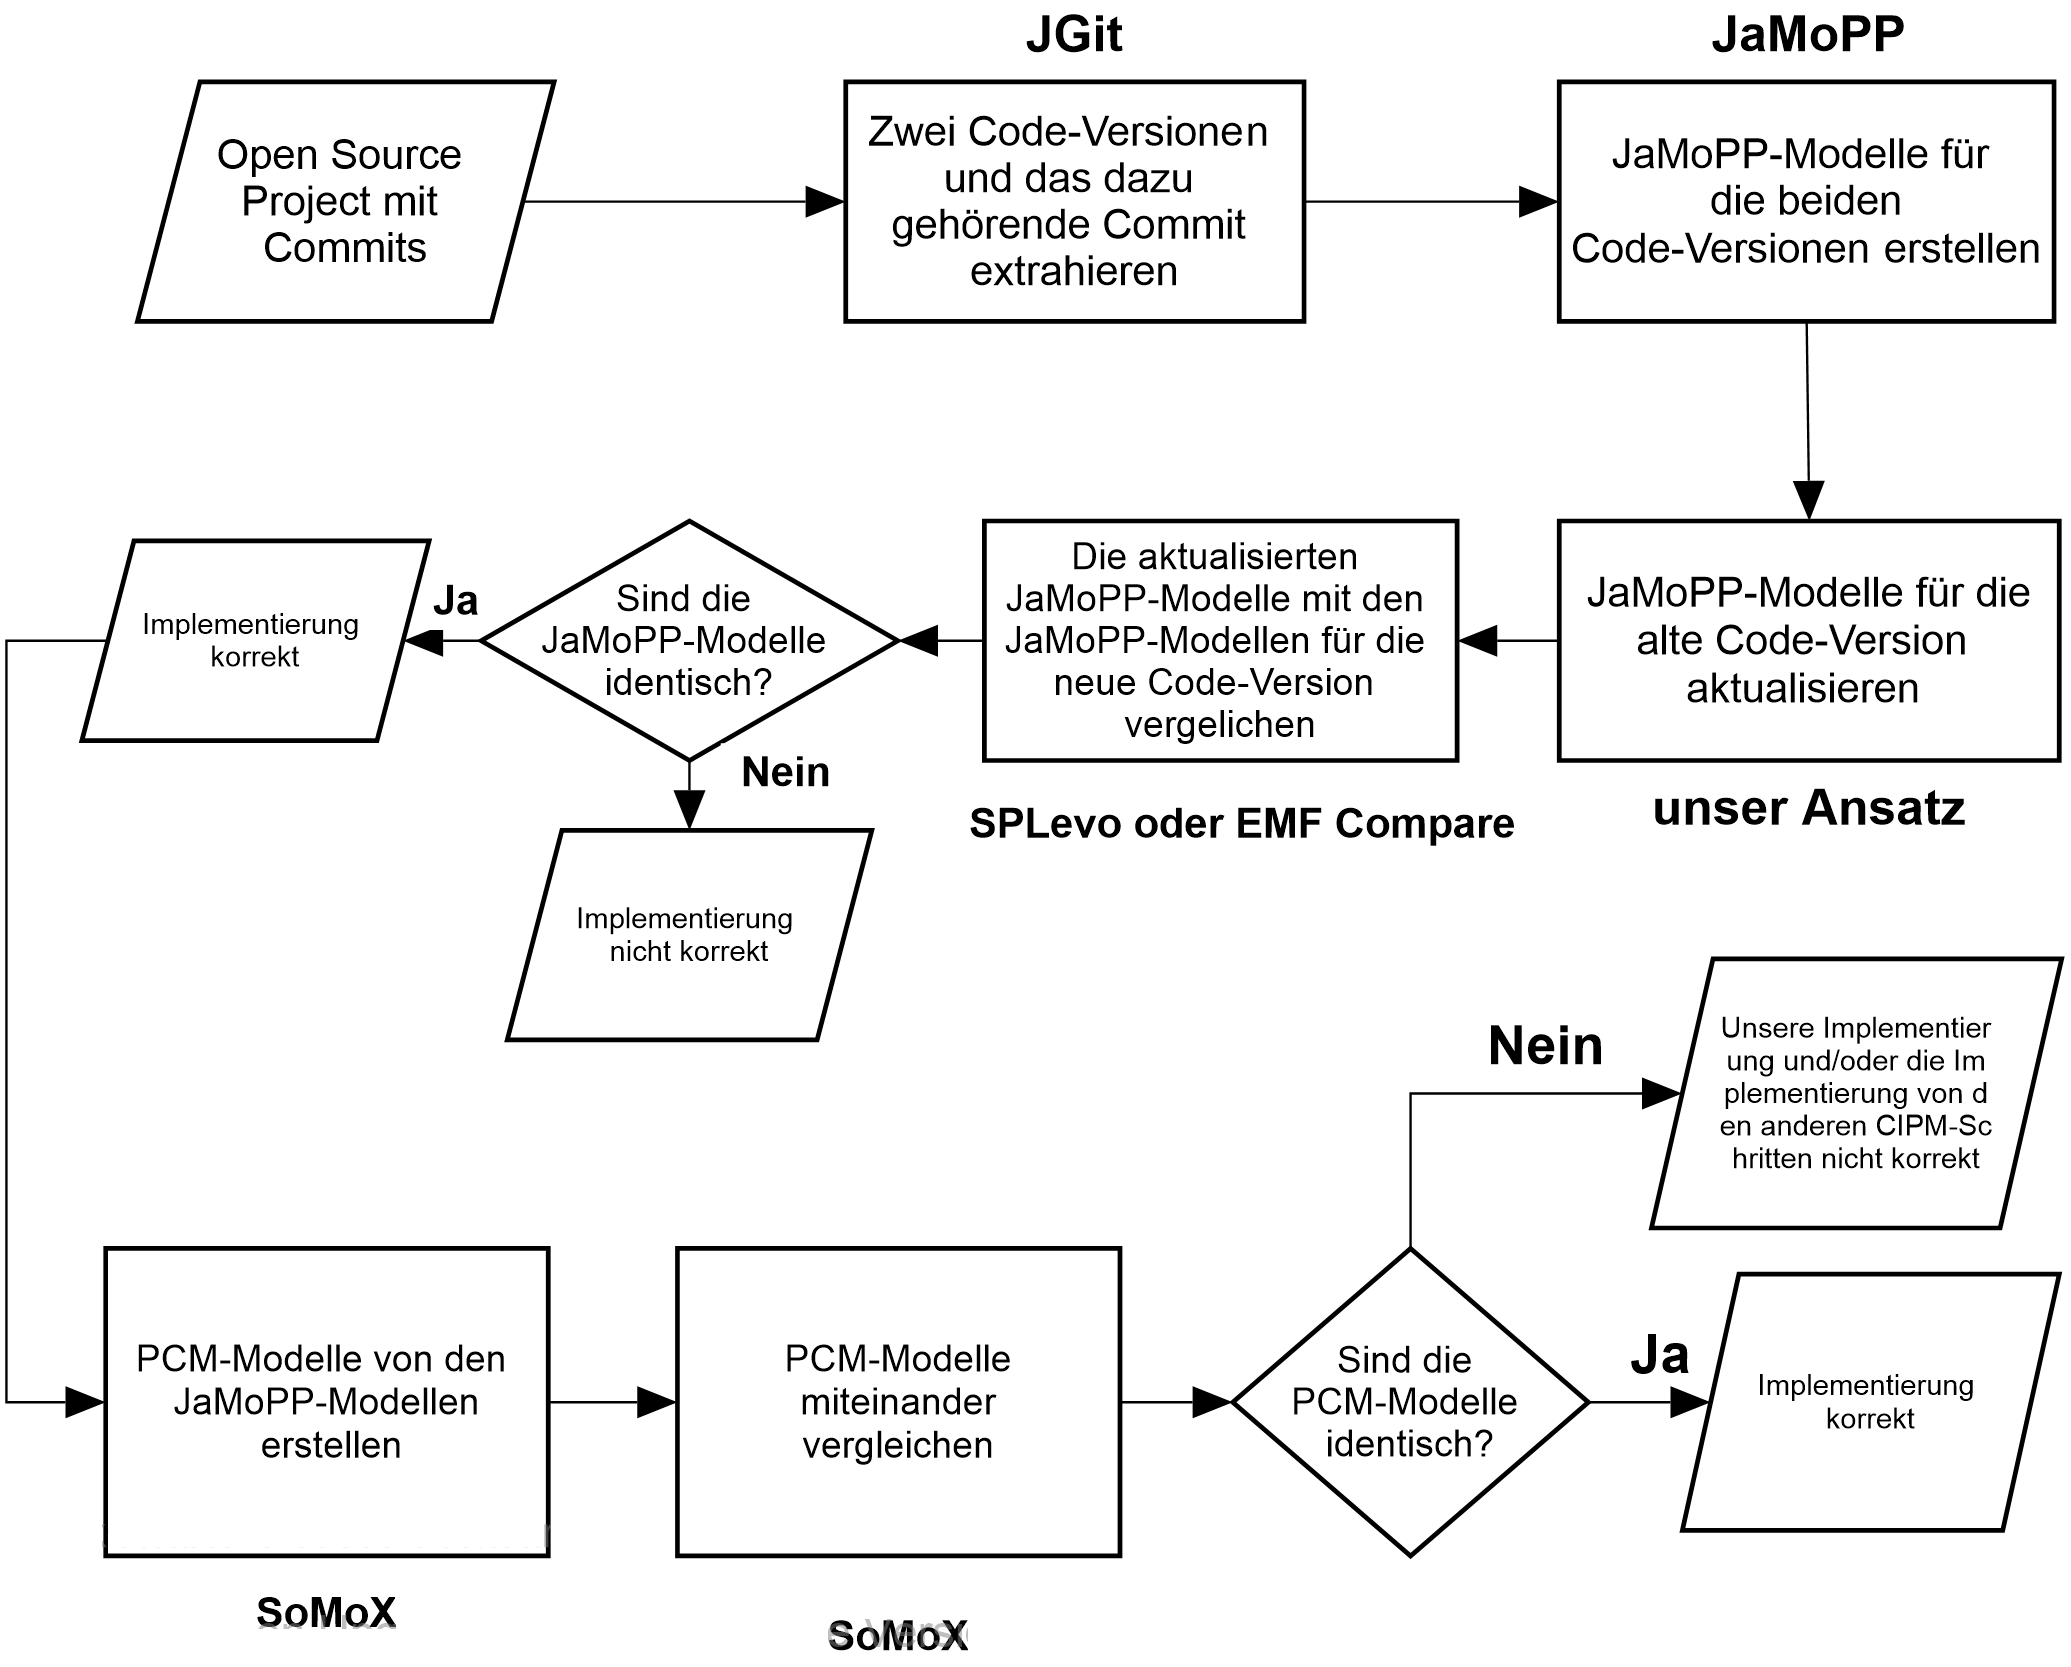 JGit
JaMoPP
Open Source
Project mit
Commits
Zwei Code-Versionen
und das dazu
gehörende Commit
extrahieren
JaMoPP-Modelle für
die beiden
Code-Versionen erstellen
JaMoPP-Modelle für die
alte Code-Version
aktualisieren
unser Ansatz
Die aktualisierten
JaMoPP-Modelle mit den
JaMoPP-Modellen für die
neue Code-Version
vergelichen
SPLevo oder EMF Compare
Sind die
JaMoPP-Modelle
identisch?
Ja
Implementierung
korrekt
Nein
Implementierung
nicht korrekt
PCM-Modelle von den
JaMoPP-Modellen
erstellen
SoMoX
PCM-Modelle
miteinander
vergleichen
SoMoX
Sind die
PCM-Modelle
identisch?
Nein
Unsere Implementier
ung und/oder die Im
plementierung von d
en anderen CIPM-Sc
hritten nicht korrekt
Ja
Implementierung
korrekt